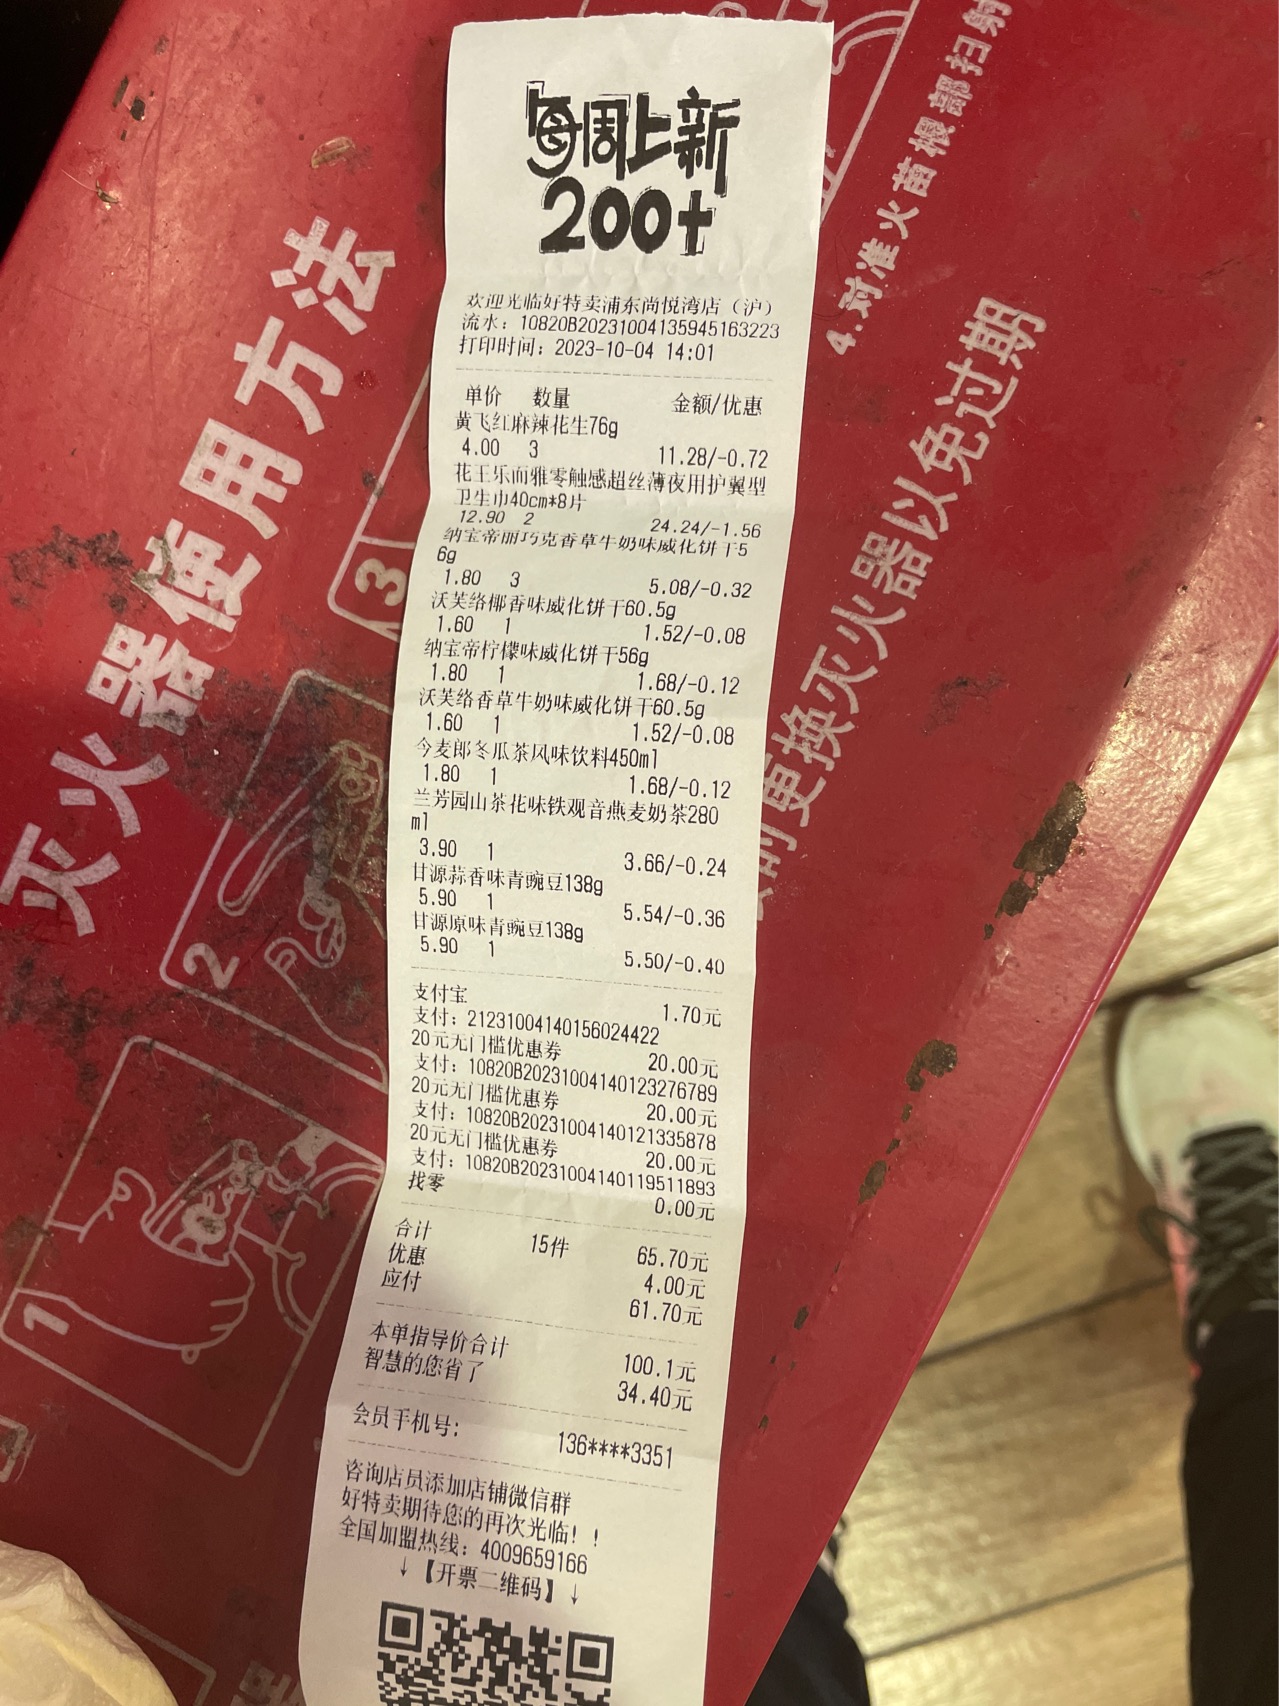 每周上新
200+
欢迎光临好特卖浦东尚悦湾店（沪）
流水：10820B20231004135945163223
打印时间：2023-10-04 14:01
单价 数量 金额/优惠
黄飞红麻辣花生76g
4.00 3 11.28/-0.72
花王乐而雅零触感超丝薄夜用护翼型
卫生巾40cm*8片
12.90 2 24.24/-1.56
纳宝帝丽巧克香草牛奶味威化饼干5
6g
1.80 3 5.08/-0.32
沃芙络椰香味威化饼干60.5g
1.60 1 1.52/-0.08
纳宝帝柠檬味威化饼干56g
1.80 1 1.68/-0.12
沃芙络香草牛奶味威化饼干60.5g
1.60 1 1.52/-0.08
今麦郎冬瓜茶风味饮料450ml
1.80 1 1.68/-0.12
兰芳园山茶花味铁观音燕麦奶茶280
ml
3.90 1 3.66/-0.24
甘源蒜香味青豌豆138g
5.90 1 5.54/-0.36
甘源原味青豌豆138g
5.90 1 5.50/-0.40
支付宝 1.70元
支付：21231004140156024422
20元无门槛优惠券 20.00元
支付：10820B20231004140123276789
20元无门槛优惠券 20.00元
支付：10820B20231004140121335878
20元无门槛优惠券 20.00元
支付：10820B20231004140119511893
找零 0.00元
合计 15件 65.70元
优惠 4.00元
应付 61.70元
本单指导价合计 100.1元
智慧的您省了 34.40元
会员手机号： 136****3351
咨询店员添加店铺微信群
好特卖期待您的再次光临！！
全国加盟热线：4009659166
↓【开票二维码】↓
灭火器使用方法
1
2
3
4.对准火苗根部扫射
更换灭火器以免过期